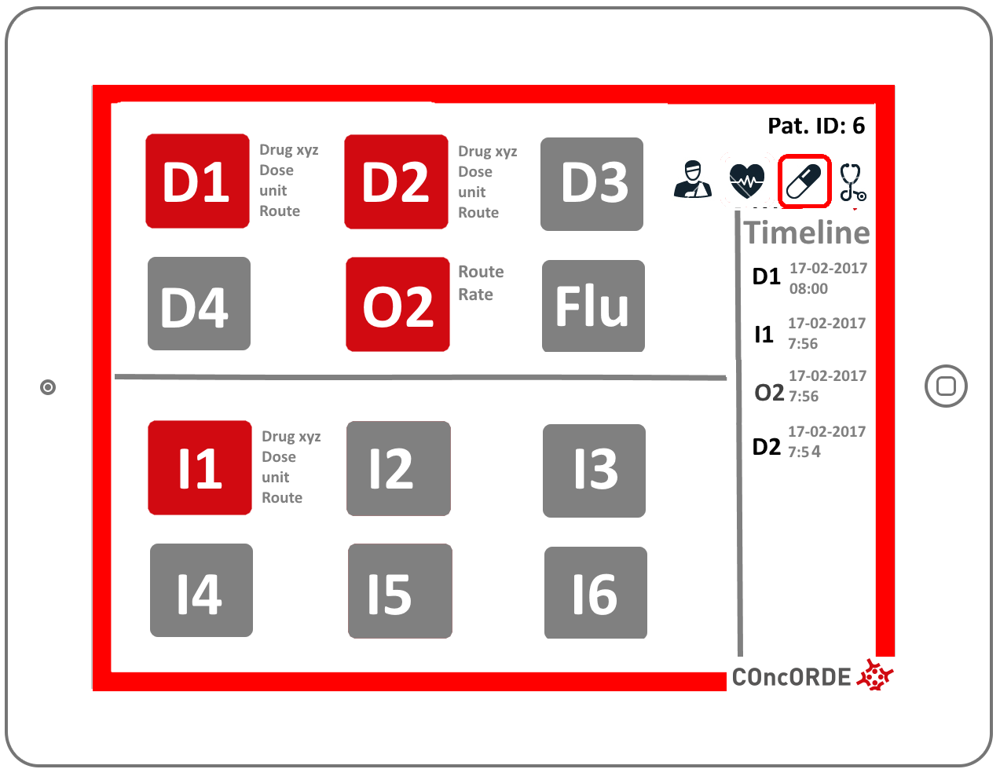 Pat. ID: 6
D1
Drug xyz
Dose
unit
Route
D2
Drug xyz
Dose
unit
Route
D3
D4
O2
Route
Rate
Flu
I1
Drug xyz
Dose
unit
Route
I2
I3
I4
I5
I6
Timeline
D1
17-02-2017
08:00
I1
17-02-2017
7:56
O2
17-02-2017
7:56
D2
17-02-2017
7:54
COncORDE